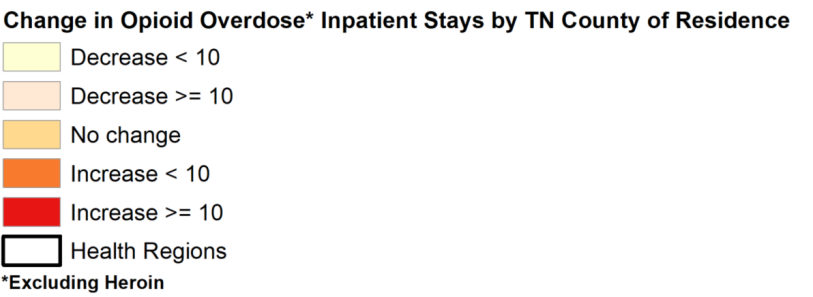 Change in Opioid Overdose* Inpatient Stays by TN County of Residence
Decrease < 10
Decrease >= 10
No change
Increase < 10
Increase >= 10
Health Regions
*Excluding Heroin